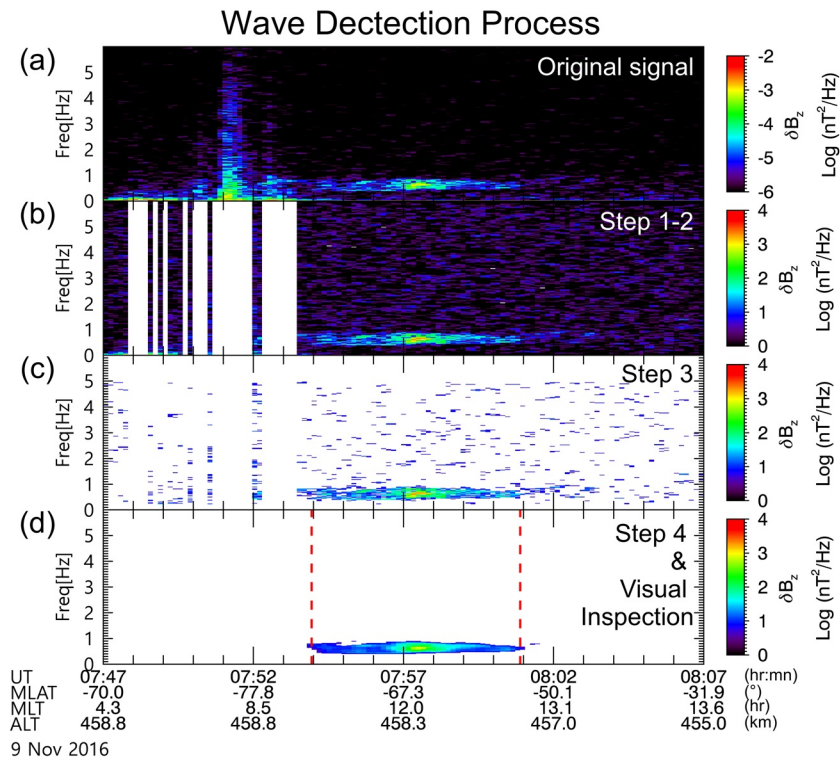 Wave Dectection Process
(a)
Original signal
Freq[Hz]
5
4
3
2
1
0
-2
-3
-4
-5
-6
δBz
Log (nT²/Hz)
(b)
Step 1-2
Freq[Hz]
5
4
3
2
1
0
4
3
2
1
0
δBz
Log (nT²/Hz)
(c)
Step 3
Freq[Hz]
5
4
3
2
1
0
4
3
2
1
0
δBz
Log (nT²/Hz)
(d)
Step 4
&
Visual
Inspection
Freq[Hz]
5
4
3
2
1
0
4
3
2
1
0
δBz
Log (nT²/Hz)
UT 07:47 07:52 07:57 08:02 08:07 (hr:mn)
MLAT -70.0 -77.8 -67.3 -50.1 -31.9 (°)
MLT 4.3 8.5 12.0 13.1 13.6 (hr)
ALT 458.8 458.8 458.3 457.0 455.0 (km)
9 Nov 2016